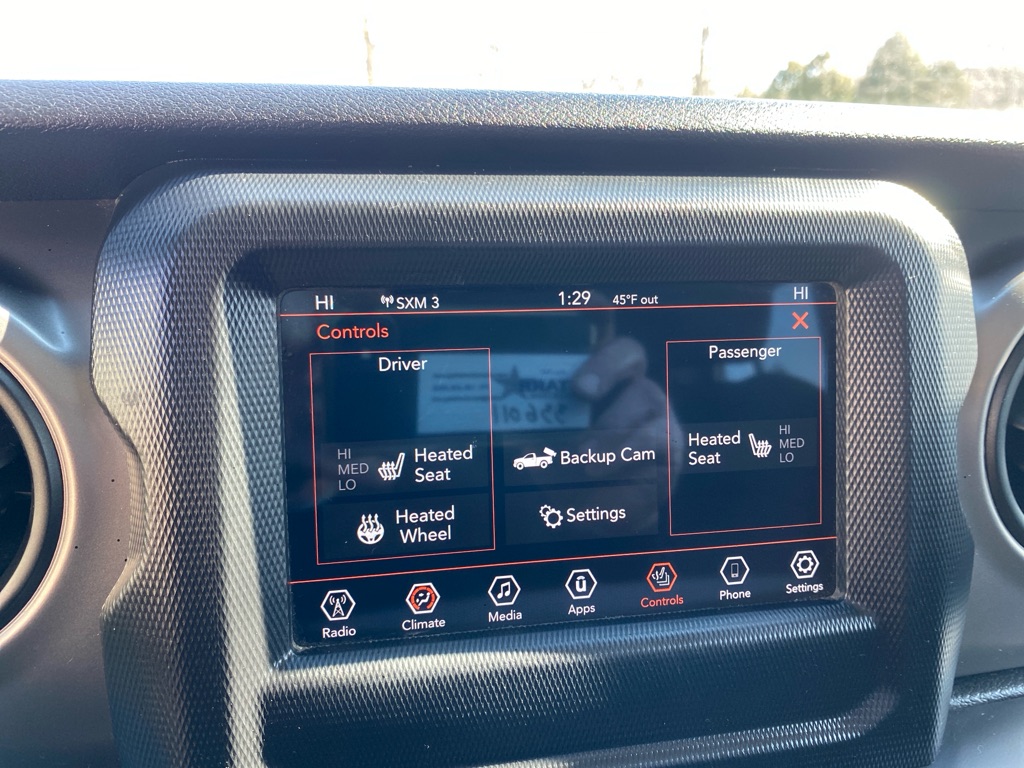 HI
SXM 3
1:29
45°F out
HI
Controls
X
Driver
HI
MED
LO
Heated
Seat
Heated
Wheel
Backup Cam
Settings
Passenger
Heated
Seat
HI
MED
LO
Radio
Climate
Media
Apps
Controls
Phone
Settings